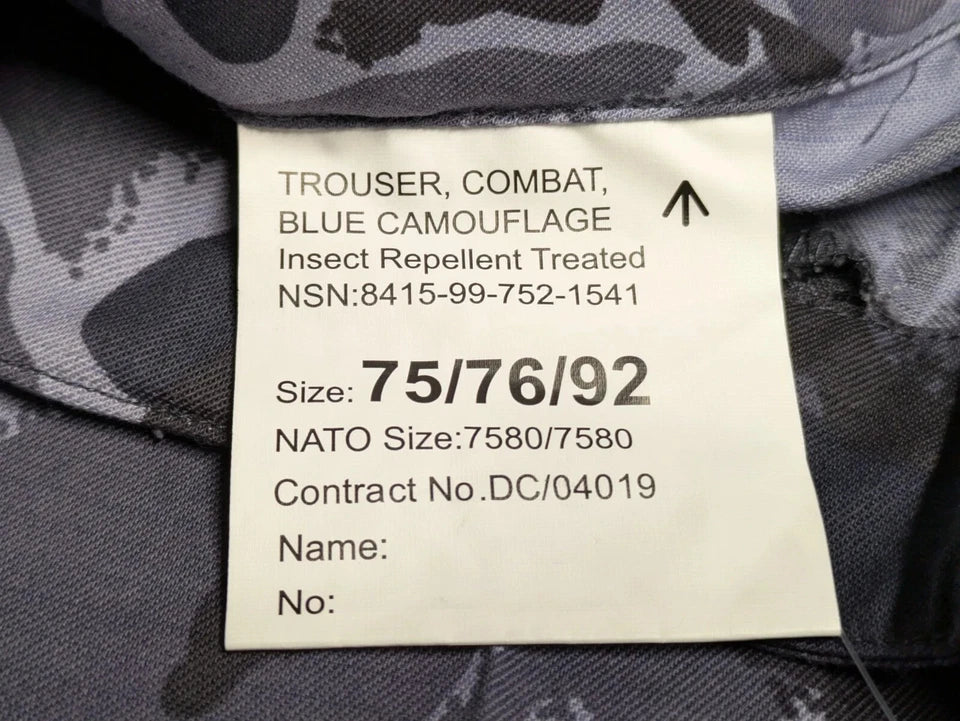 TROUSER, COMBAT,
BLUE CAMOUFLAGE
Insect Repellent Treated
NSN:8415-99-752-1541
Size: 75/76/92
NATO Size:7580/7580
Contract No.DC/04019
Name:
No: